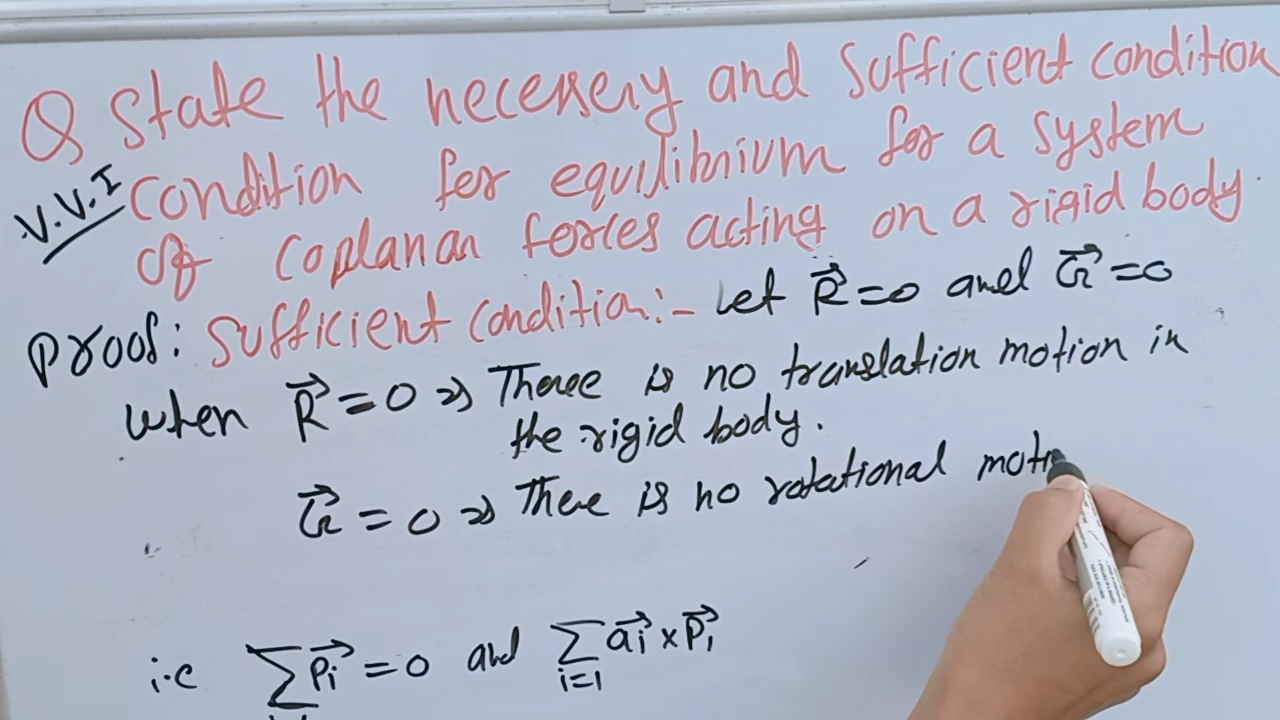 Q State the necessery and sufficient condition
V.V.I condition for equilibrium for a system
of coplanar forces acting on a rigid body.
Proof: Sufficient condition:- Let R⃗ = 0 and G⃗ = 0
when R⃗ = 0 ⇒ There is no translation motion in
the rigid body.
G⃗ = 0 ⇒ There is no rotational moti
i.e ∑ P⃗i = 0 and ∑ i=1 a⃗i × P⃗i